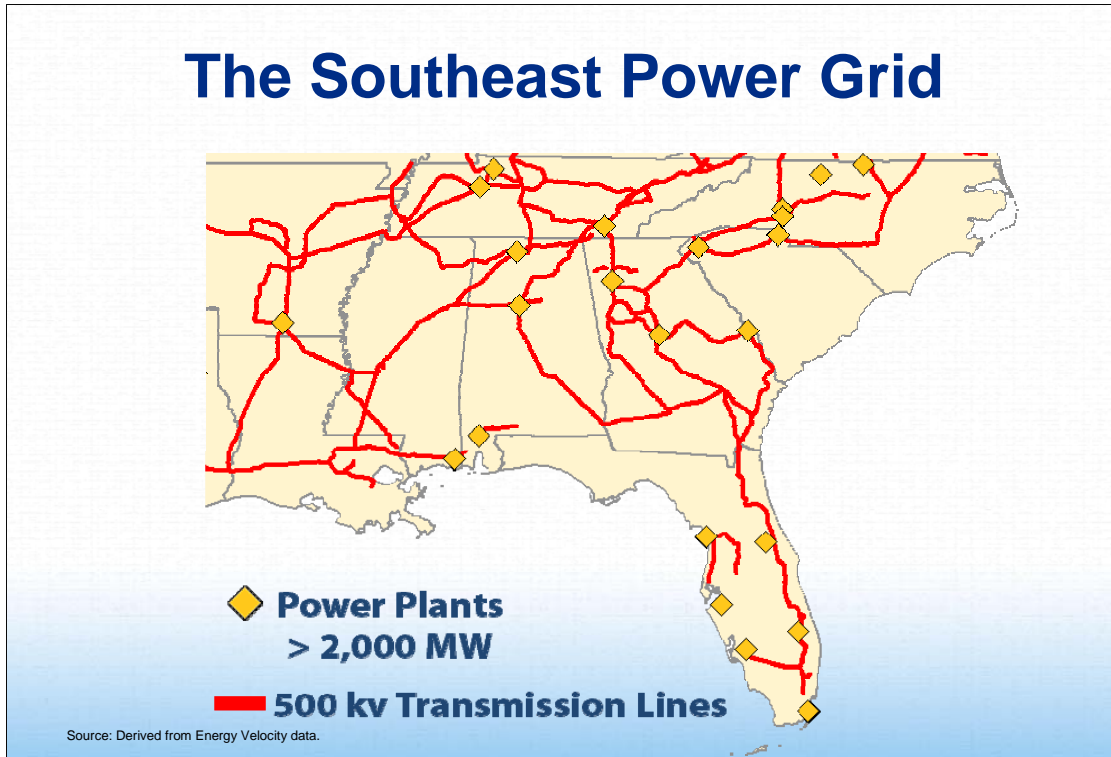 The Southeast Power Grid
Power Plants
> 2,000 MW
500 kv Transmission Lines
Source: Derived from Energy Velocity data.